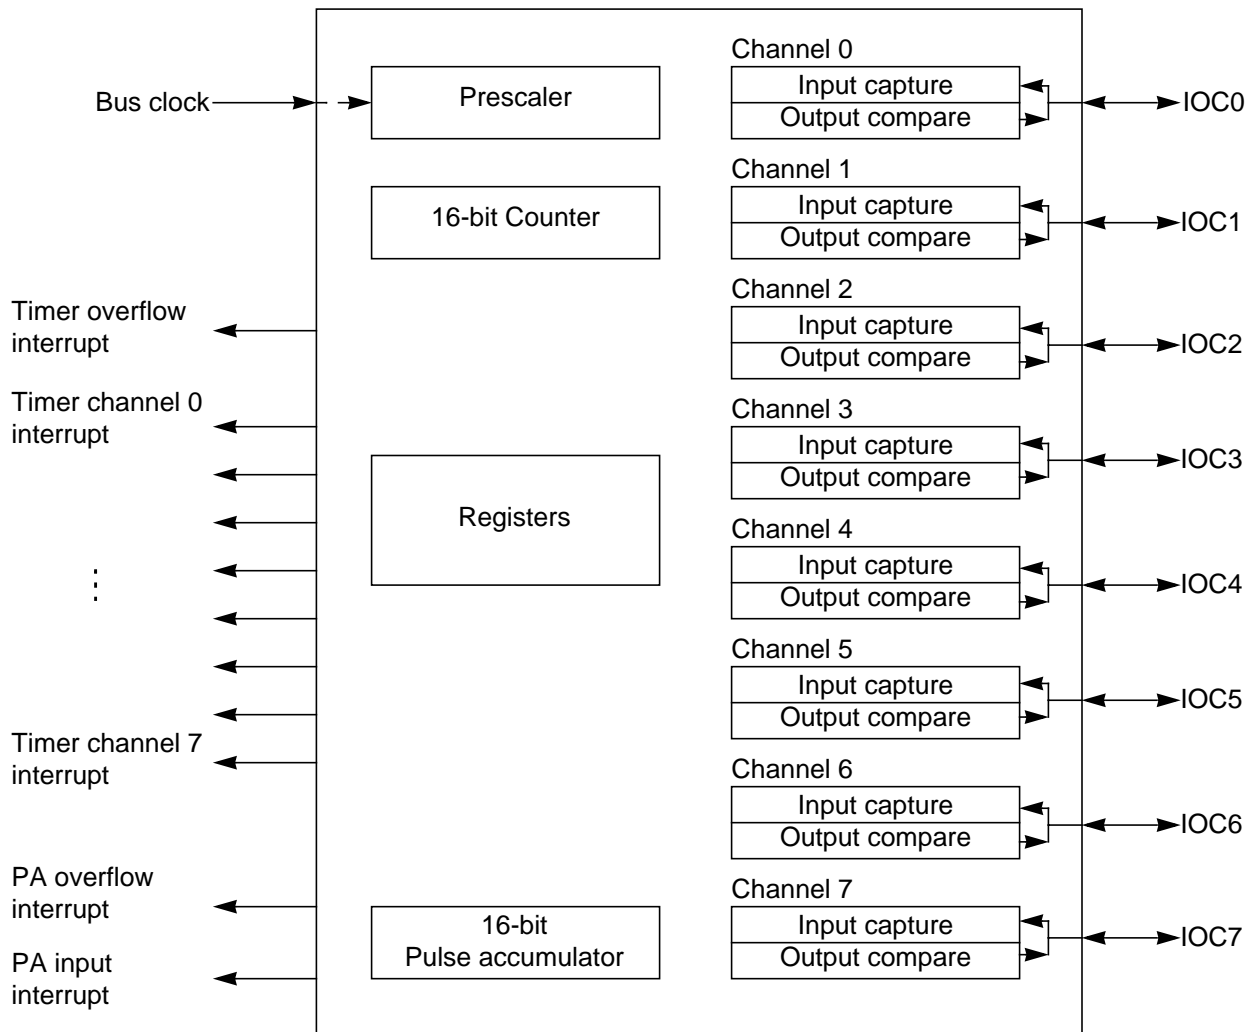 Channel 0
Bus clock
Prescaler
Input capture
Output compare
IOC0
Channel 1
16-bit Counter
Input capture
Output compare
IOC1
Timer overflow
interrupt
Channel 2
Input capture
Output compare
IOC2
Timer channel 0
interrupt
Channel 3
Input capture
Output compare
IOC3
Registers
Channel 4
Input capture
Output compare
IOC4
Channel 5
Input capture
Output compare
IOC5
Timer channel 7
interrupt
Channel 6
Input capture
Output compare
IOC6
PA overflow
interrupt
16-bit
Pulse accumulator
Channel 7
Input capture
Output compare
IOC7
PA input
interrupt